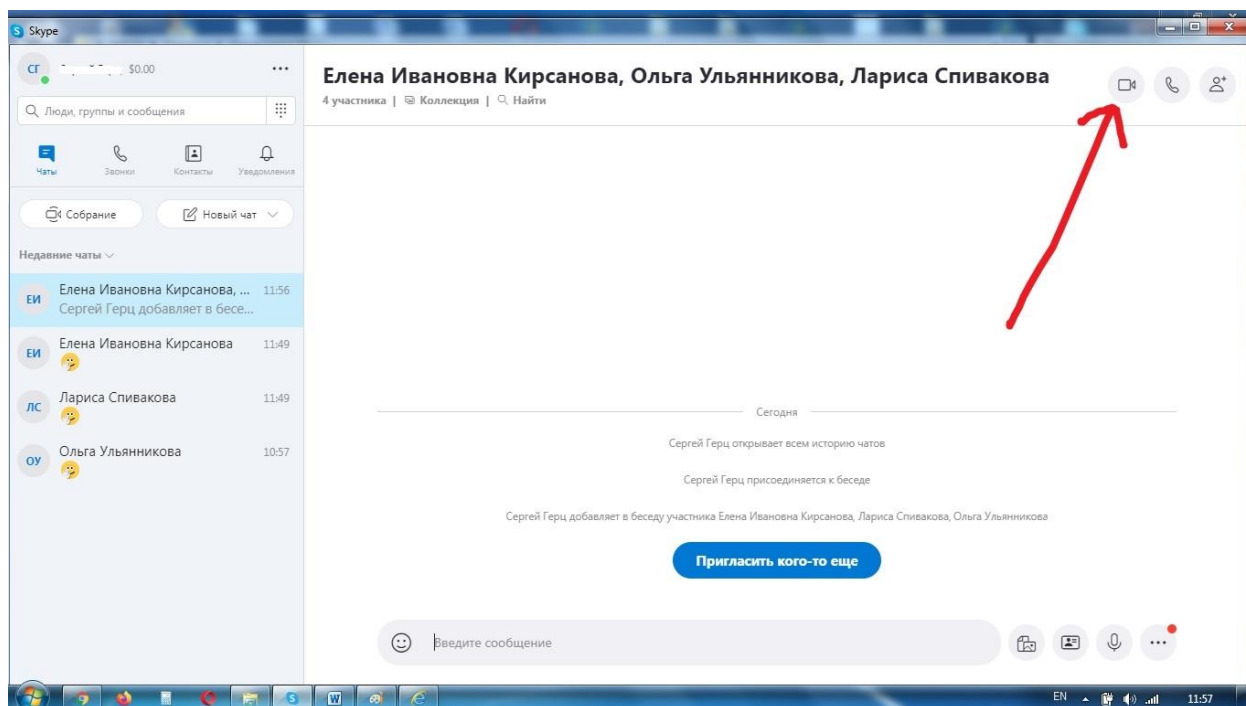 Skype
СГ
$0.00
Люди, группы и сообщения
Чаты Звонки Контакты Уведомления
Собрание Новый чат
Недавние чаты
ЕИ Елена Ивановна Кирсанова, ... 11:56
Сергей Герц добавляет в бесе...
ЕИ Елена Ивановна Кирсанова 11:49
ЛС Лариса Спивакова 11:49
ОУ Ольга Ульянникова 10:57
Елена Ивановна Кирсанова, Ольга Ульянникова, Лариса Спивакова
4 участника | Коллекция | Найти
Сегодня
Сергей Герц открывает всем историю чатов
Сергей Герц присоединяется к беседе
Сергей Герц добавляет в беседу участника Елена Ивановна Кирсанова, Лариса Спивакова, Ольга Ульянникова
Пригласить кого-то еще
Введите сообщение
EN 11:57